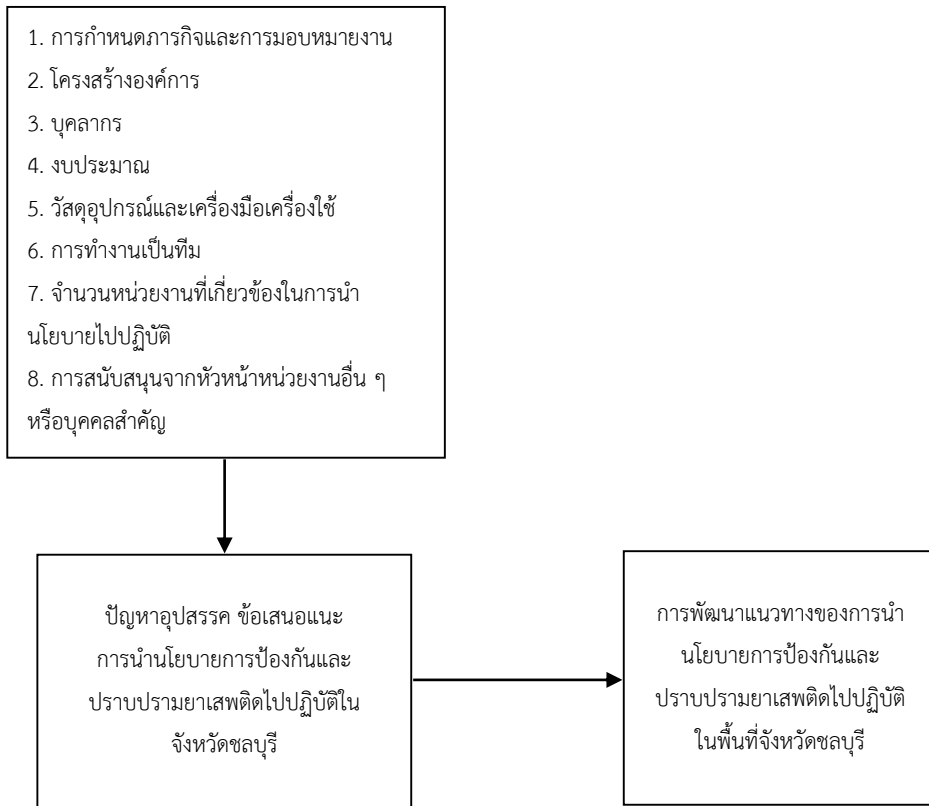 1. การกำหนดภารกิจและการมอบหมายงาน
2. โครงสร้างองค์การ
3. บุคลากร
4. งบประมาณ
5. วัสดุอุปกรณ์และเครื่องมือเครื่องใช้
6. การทำงานเป็นทีม
7. จำนวนหน่วยงานที่เกี่ยวข้องในการนำ
นโยบายไปปฏิบัติ
8. การสนับสนุนจากหัวหน้าหน่วยงานอื่น ๆ
หรือบุคคลสำคัญ
ปัญหาอุปสรรค ข้อเสนอแนะ
การนำนโยบายการป้องกันและ
ปราบปรามยาเสพติดไปปฏิบัติใน
จังหวัดชลบุรี
การพัฒนาแนวทางของการนำ
นโยบายการป้องกันและ
ปราบปรามยาเสพติดไปปฏิบัติ
ในพื้นที่จังหวัดชลบุรี